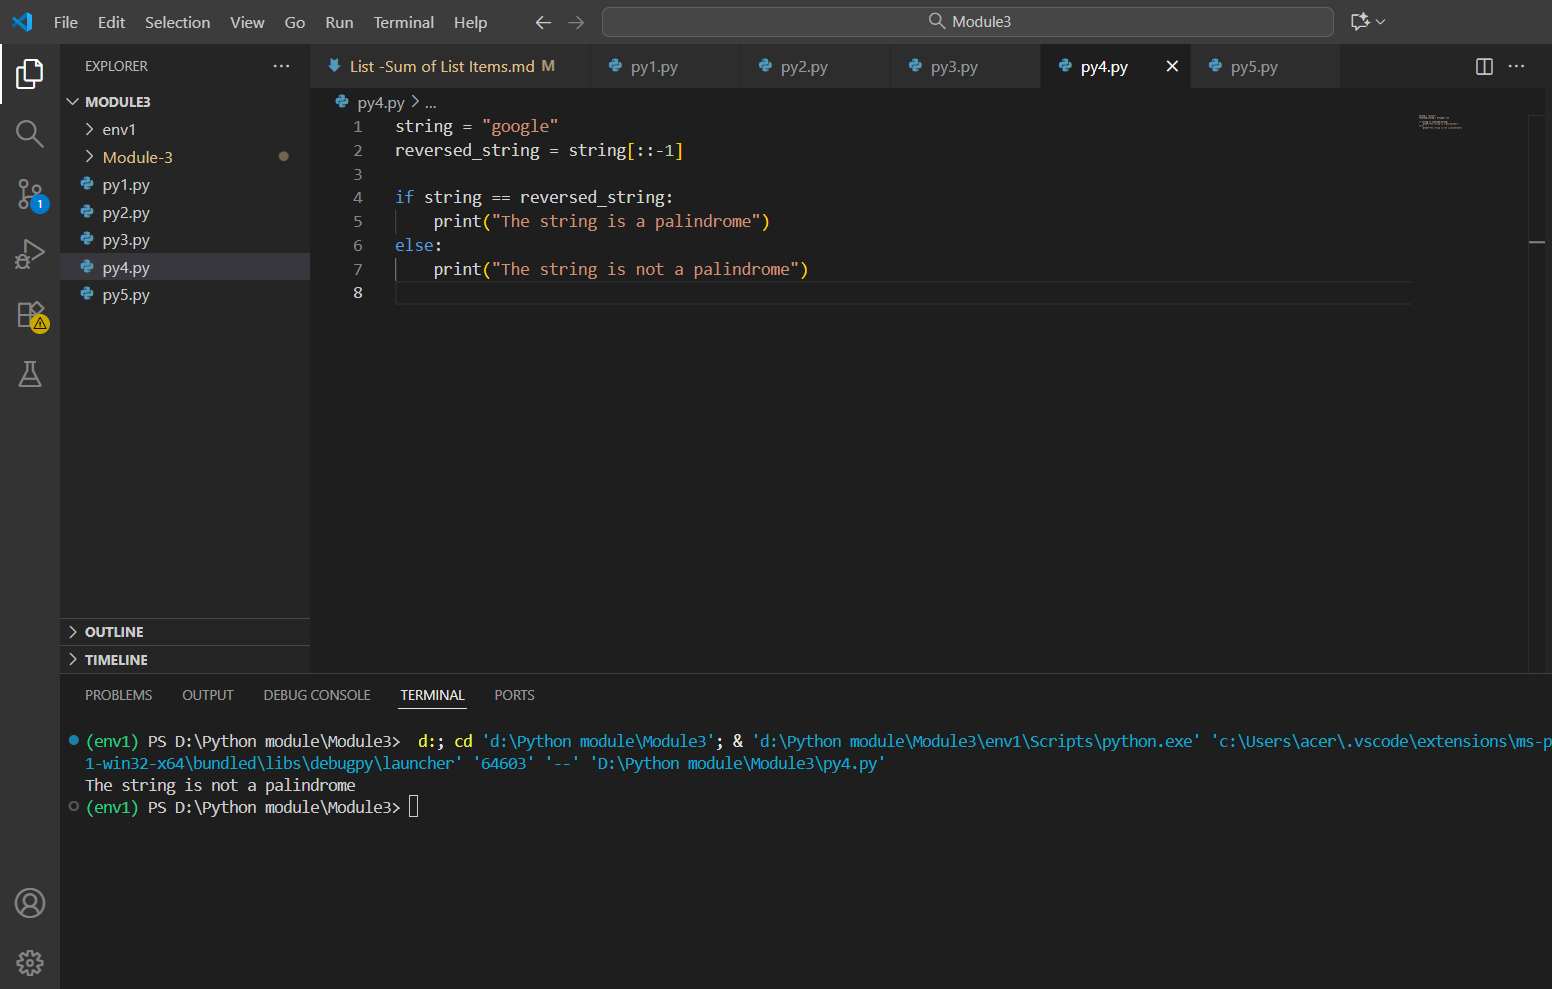 File Edit Selection View Go Run Terminal Help
Module3
EXPLORER
MODULE3
env1
Module-3
py1.py
py2.py
py3.py
py4.py
py5.py
OUTLINE
TIMELINE
1
List -Sum of List Items.md M
py1.py
py2.py
py3.py
py4.py
py5.py
py4.py > ...
1 string = "google"
2 reversed_string = string[::-1]
3
4 if string == reversed_string:
5 print("The string is a palindrome")
6 else:
7 print("The string is not a palindrome")
8
PROBLEMS OUTPUT DEBUG CONSOLE TERMINAL PORTS
(env1) PS D:\Python module\Module3> d:; cd 'd:\Python module\Module3'; & 'd:\Python module\Module3\env1\Scripts\python.exe' 'c:\Users\acer\.vscode\extensions\ms-p
1-win32-x64\bundled\libs\debugpy\launcher' '64603' '--' 'D:\Python module\Module3\py4.py'
The string is not a palindrome
(env1) PS D:\Python module\Module3>